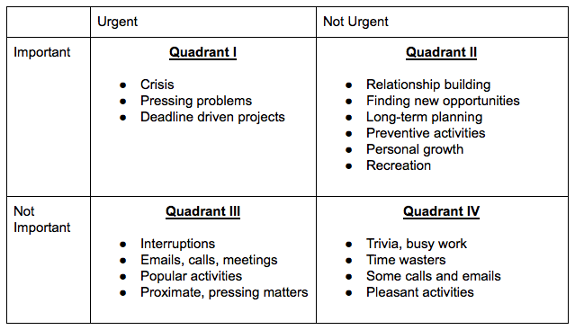 Urgent
Not Urgent
Important
Quadrant I
● Crisis
● Pressing problems
● Deadline driven projects
Quadrant II
● Relationship building
● Finding new opportunities
● Long-term planning
● Preventive activities
● Personal growth
● Recreation
Not
Important
Quadrant III
● Interruptions
● Emails, calls, meetings
● Popular activities
● Proximate, pressing matters
Quadrant IV
● Trivia, busy work
● Time wasters
● Some calls and emails
● Pleasant activities